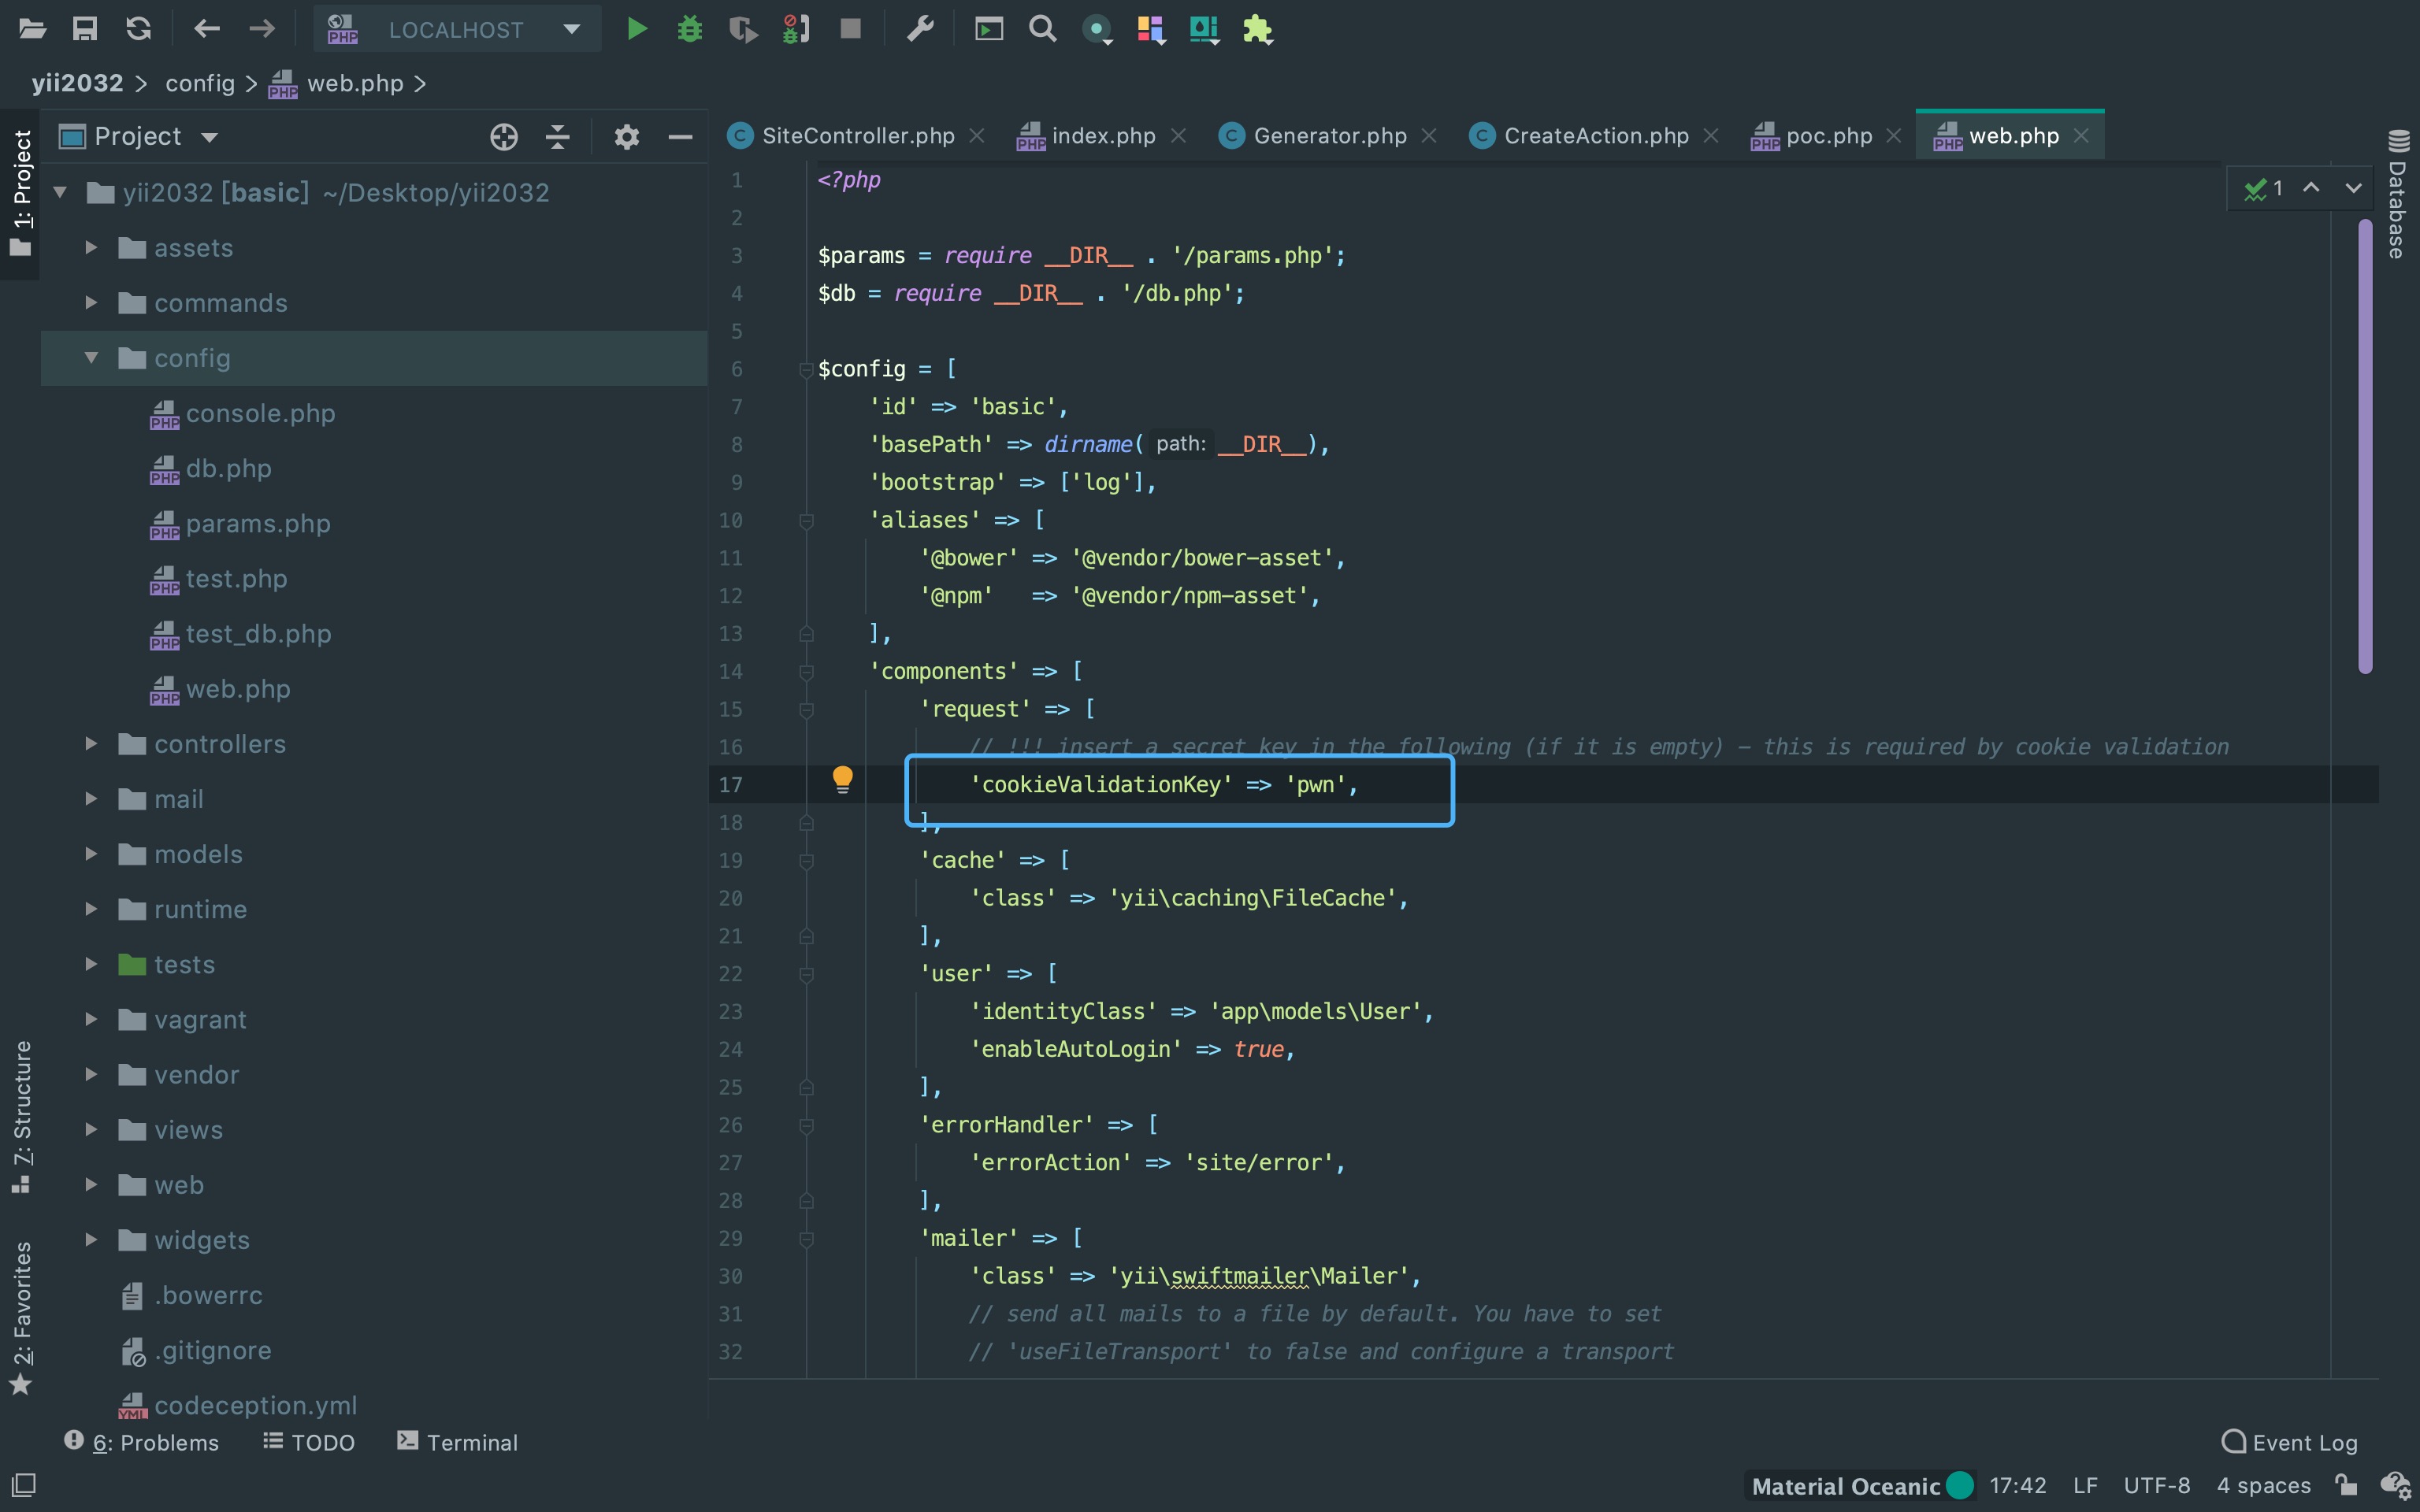 LOCALHOST
yii2032 > config > web.php >
1: Project
Project
SiteController.php
index.php
Generator.php
CreateAction.php
poc.php
web.php
Database
yii2032 [basic] ~/Desktop/yii2032
assets
commands
config
console.php
db.php
params.php
test.php
test_db.php
web.php
controllers
mail
models
runtime
tests
vagrant
vendor
views
web
widgets
.bowerrc
.gitignore
codeception.yml
7: Structure
2: Favorites
1
1 <?php
2
3 $params = require __DIR__ . '/params.php';
4 $db = require __DIR__ . '/db.php';
5
6 $config = [
7 'id' => 'basic',
8 'basePath' => dirname( path: __DIR__),
9 'bootstrap' => ['log'],
10 'aliases' => [
11 '@bower' => '@vendor/bower-asset',
12 '@npm'   => '@vendor/npm-asset',
13 ],
14 'components' => [
15 'request' => [
16 // !!! insert a secret key in the following (if it is empty) - this is required by cookie validation
17 'cookieValidationKey' => 'pwn',
18 ],
19 'cache' => [
20 'class' => 'yii\caching\FileCache',
21 ],
22 'user' => [
23 'identityClass' => 'app\models\User',
24 'enableAutoLogin' => true,
25 ],
26 'errorHandler' => [
27 'errorAction' => 'site/error',
28 ],
29 'mailer' => [
30 'class' => 'yii\swiftmailer\Mailer',
31 // send all mails to a file by default. You have to set
32 // 'useFileTransport' to false and configure a transport
6: Problems
TODO
Terminal
Event Log
Material Oceanic
17:42
LF
UTF-8
4 spaces